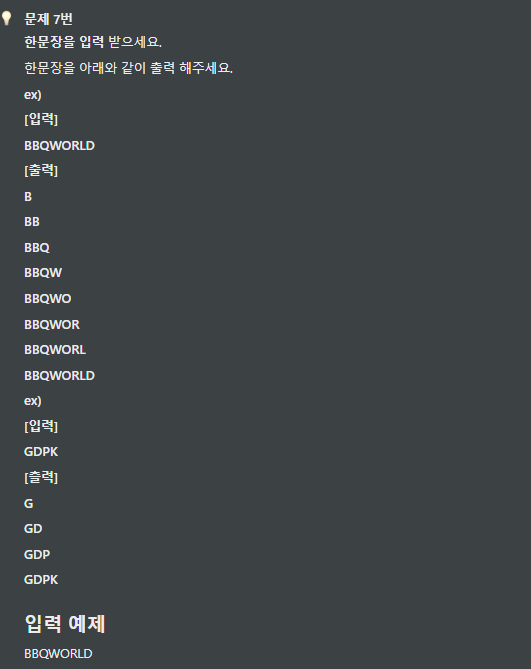 문제 7번
한문장을 입력 받으세요.
한문장을 아래와 같이 출력 해주세요.
ex)
[입력]
BBQWORLD
[출력]
B
BB
BBQ
BBQW
BBQWO
BBQWOR
BBQWORL
BBQWORLD
ex)
[입력]
GDPK
[출력]
G
GD
GDP
GDPK
입력 예제
BBQWORLD